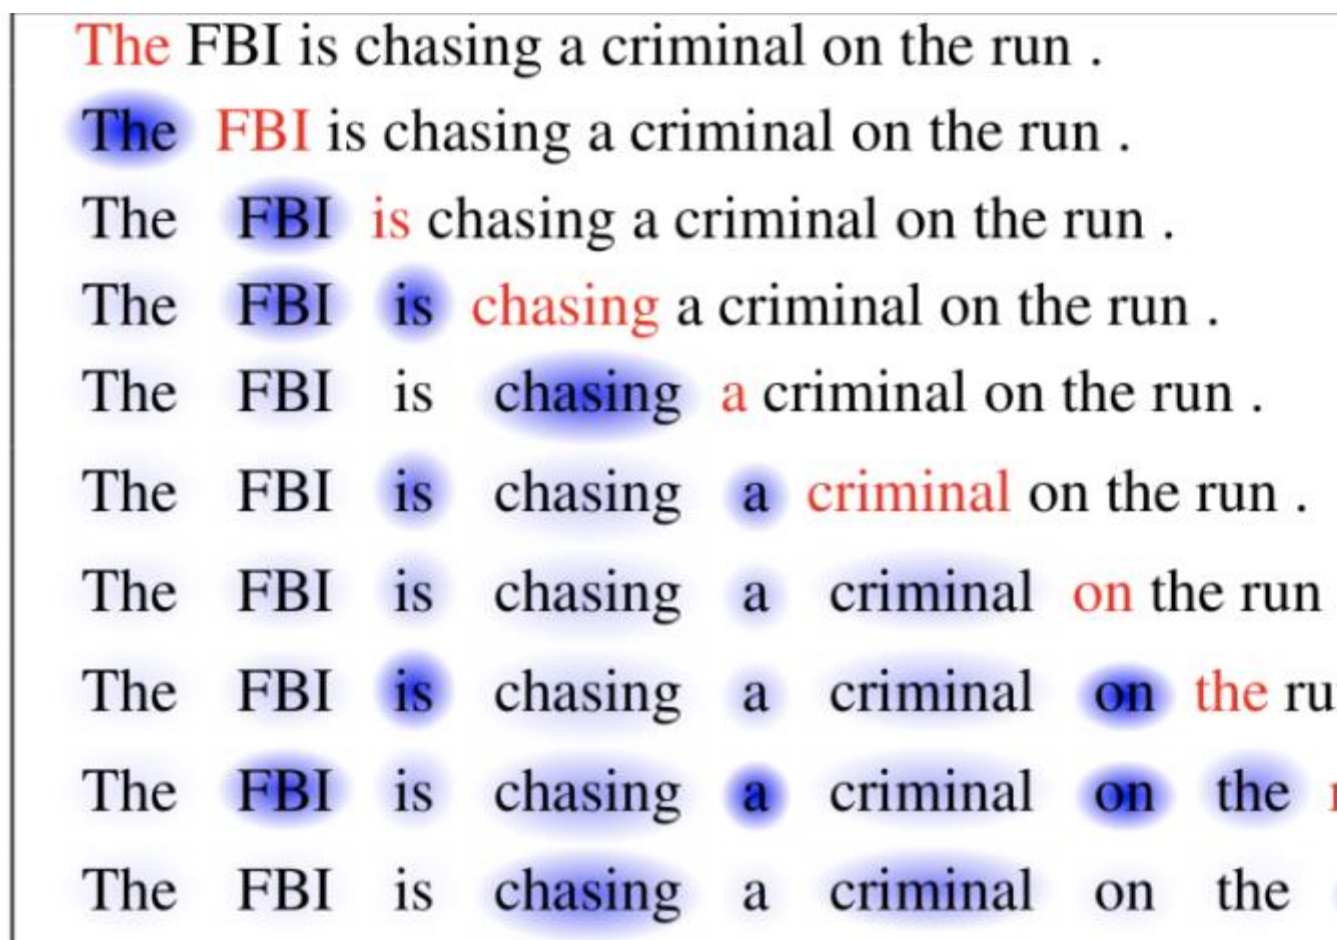 The FBI is chasing a criminal on the run .
The FBI is chasing a criminal on the run .
The FBI is chasing a criminal on the run .
The FBI is chasing a criminal on the run .
The FBI is chasing a criminal on the run .
The FBI is chasing a criminal on the run .
The FBI is chasing a criminal on the run
The FBI is chasing a criminal on the ru
The FBI is chasing a criminal on the
The FBI is chasing a criminal on the